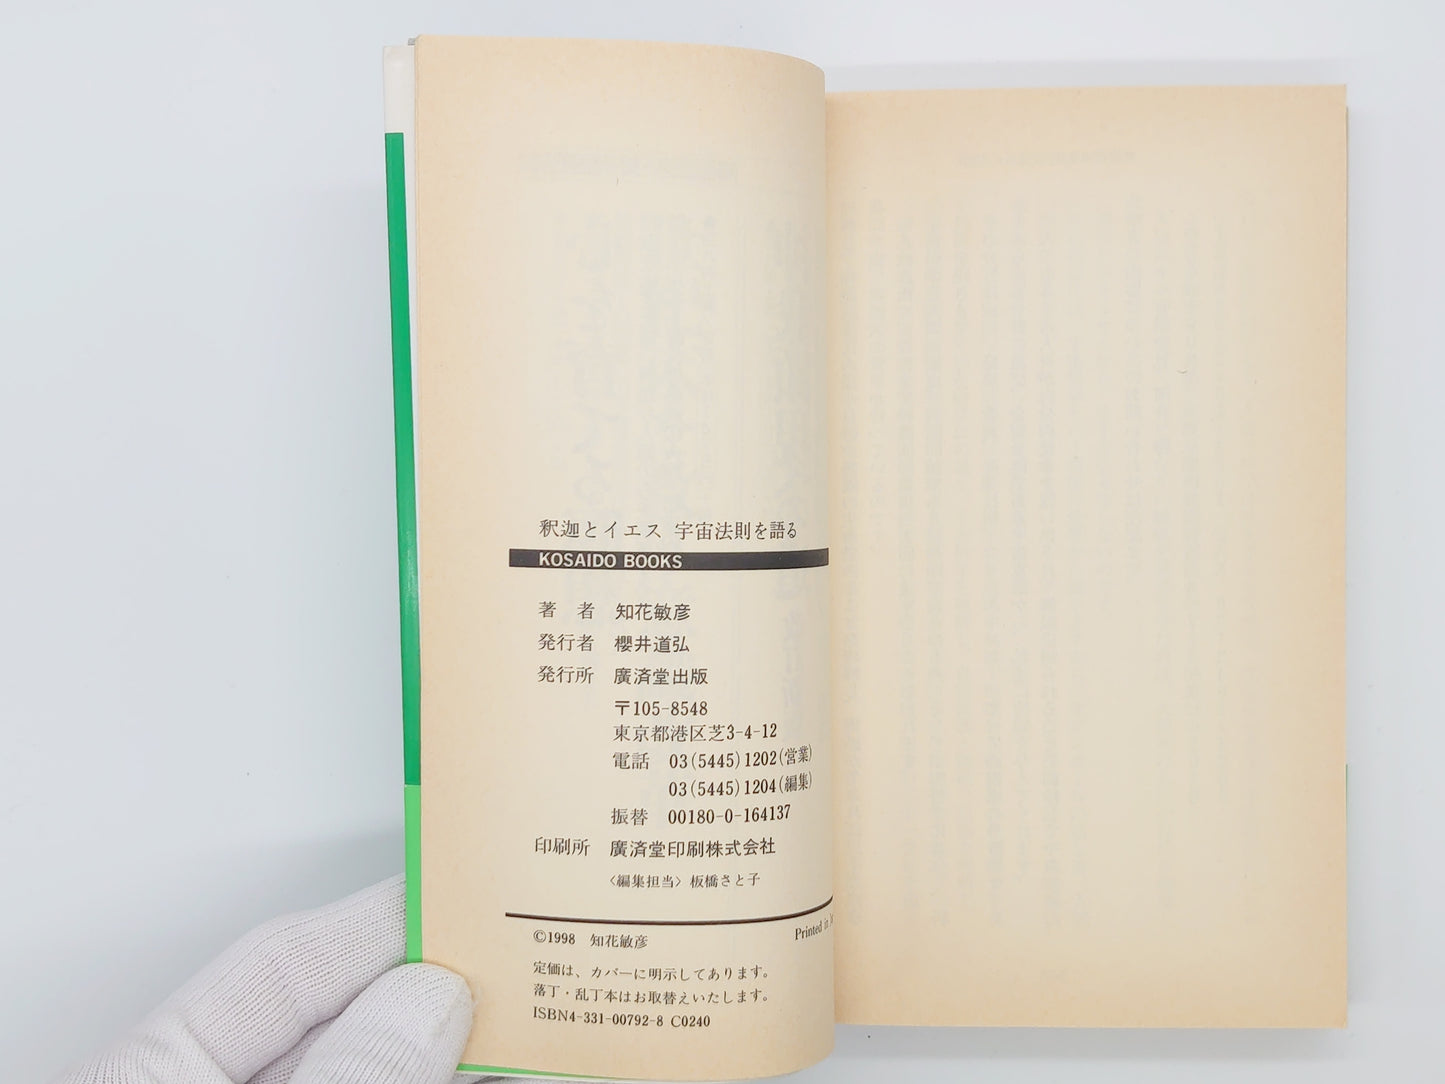 釈迦とイエス 宇宙法則を語る
KOSAIDO BOOKS
著　者　知花敏彦
発行者　櫻井道弘
発行所　廣済堂出版
〒105-8548
東京都港区芝3-4-12
電話　03(5445)1202(営業)
03(5445)1204(編集)
振替　00180-0-164137
印刷所　廣済堂印刷株式会社
〈編集担当〉板橋さと子
©1998　知花敏彦
Printed in
定価は、カバーに明示してあります。
落丁・乱丁本はお取替えいたします。
ISBN4-331-00792-8 C0240